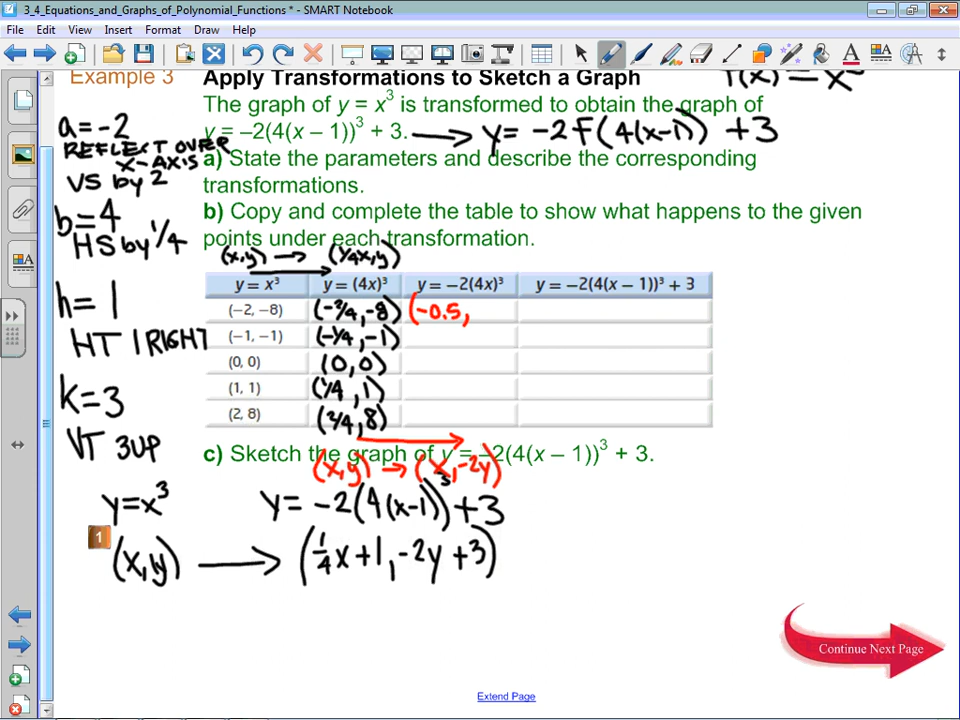 3_4_Equations_and_Graphs_of_Polynomial_Functions * - SMART Notebook
File Edit View Insert Format Tools Add-ons Draw Help
Example 3
Apply Transformations to Sketch a Graph
f(x) = x³
The graph of y = x³ is transformed to obtain the graph of
y = –2(4(x – 1))³ + 3. → y = -2f(4(x-1)) + 3
a) State the parameters and describe the corresponding
transformations.
b) Copy and complete the table to show what happens to the given
points under each transformation.
a=-2
REFLECT OVER
X-AXIS
VS by 2
b=4
HS by 1/4
h=1
HT 1 RIGHT
k=3
VT 3UP
(x,y) → (1/4x,y)
y = x³ y = (4x)³ y = –2(4x)³ y = –2(4(x – 1))³ + 3
(–2, –8) (-2/4,-8) (-0.5,
(–1, –1) (-1/4,-1)
(0, 0) (0,0)
(1, 1) (1/4,1)
(2, 8) (2/4,8)
c) Sketch the graph of y = –2(4(x – 1))³ + 3.
(x,y) → (x,-2y)
y=x³ y = -2(4(x-1))³+3
1
(x,y) → (1/4x+1,-2y+3)
Continue Next Page
Extend Page